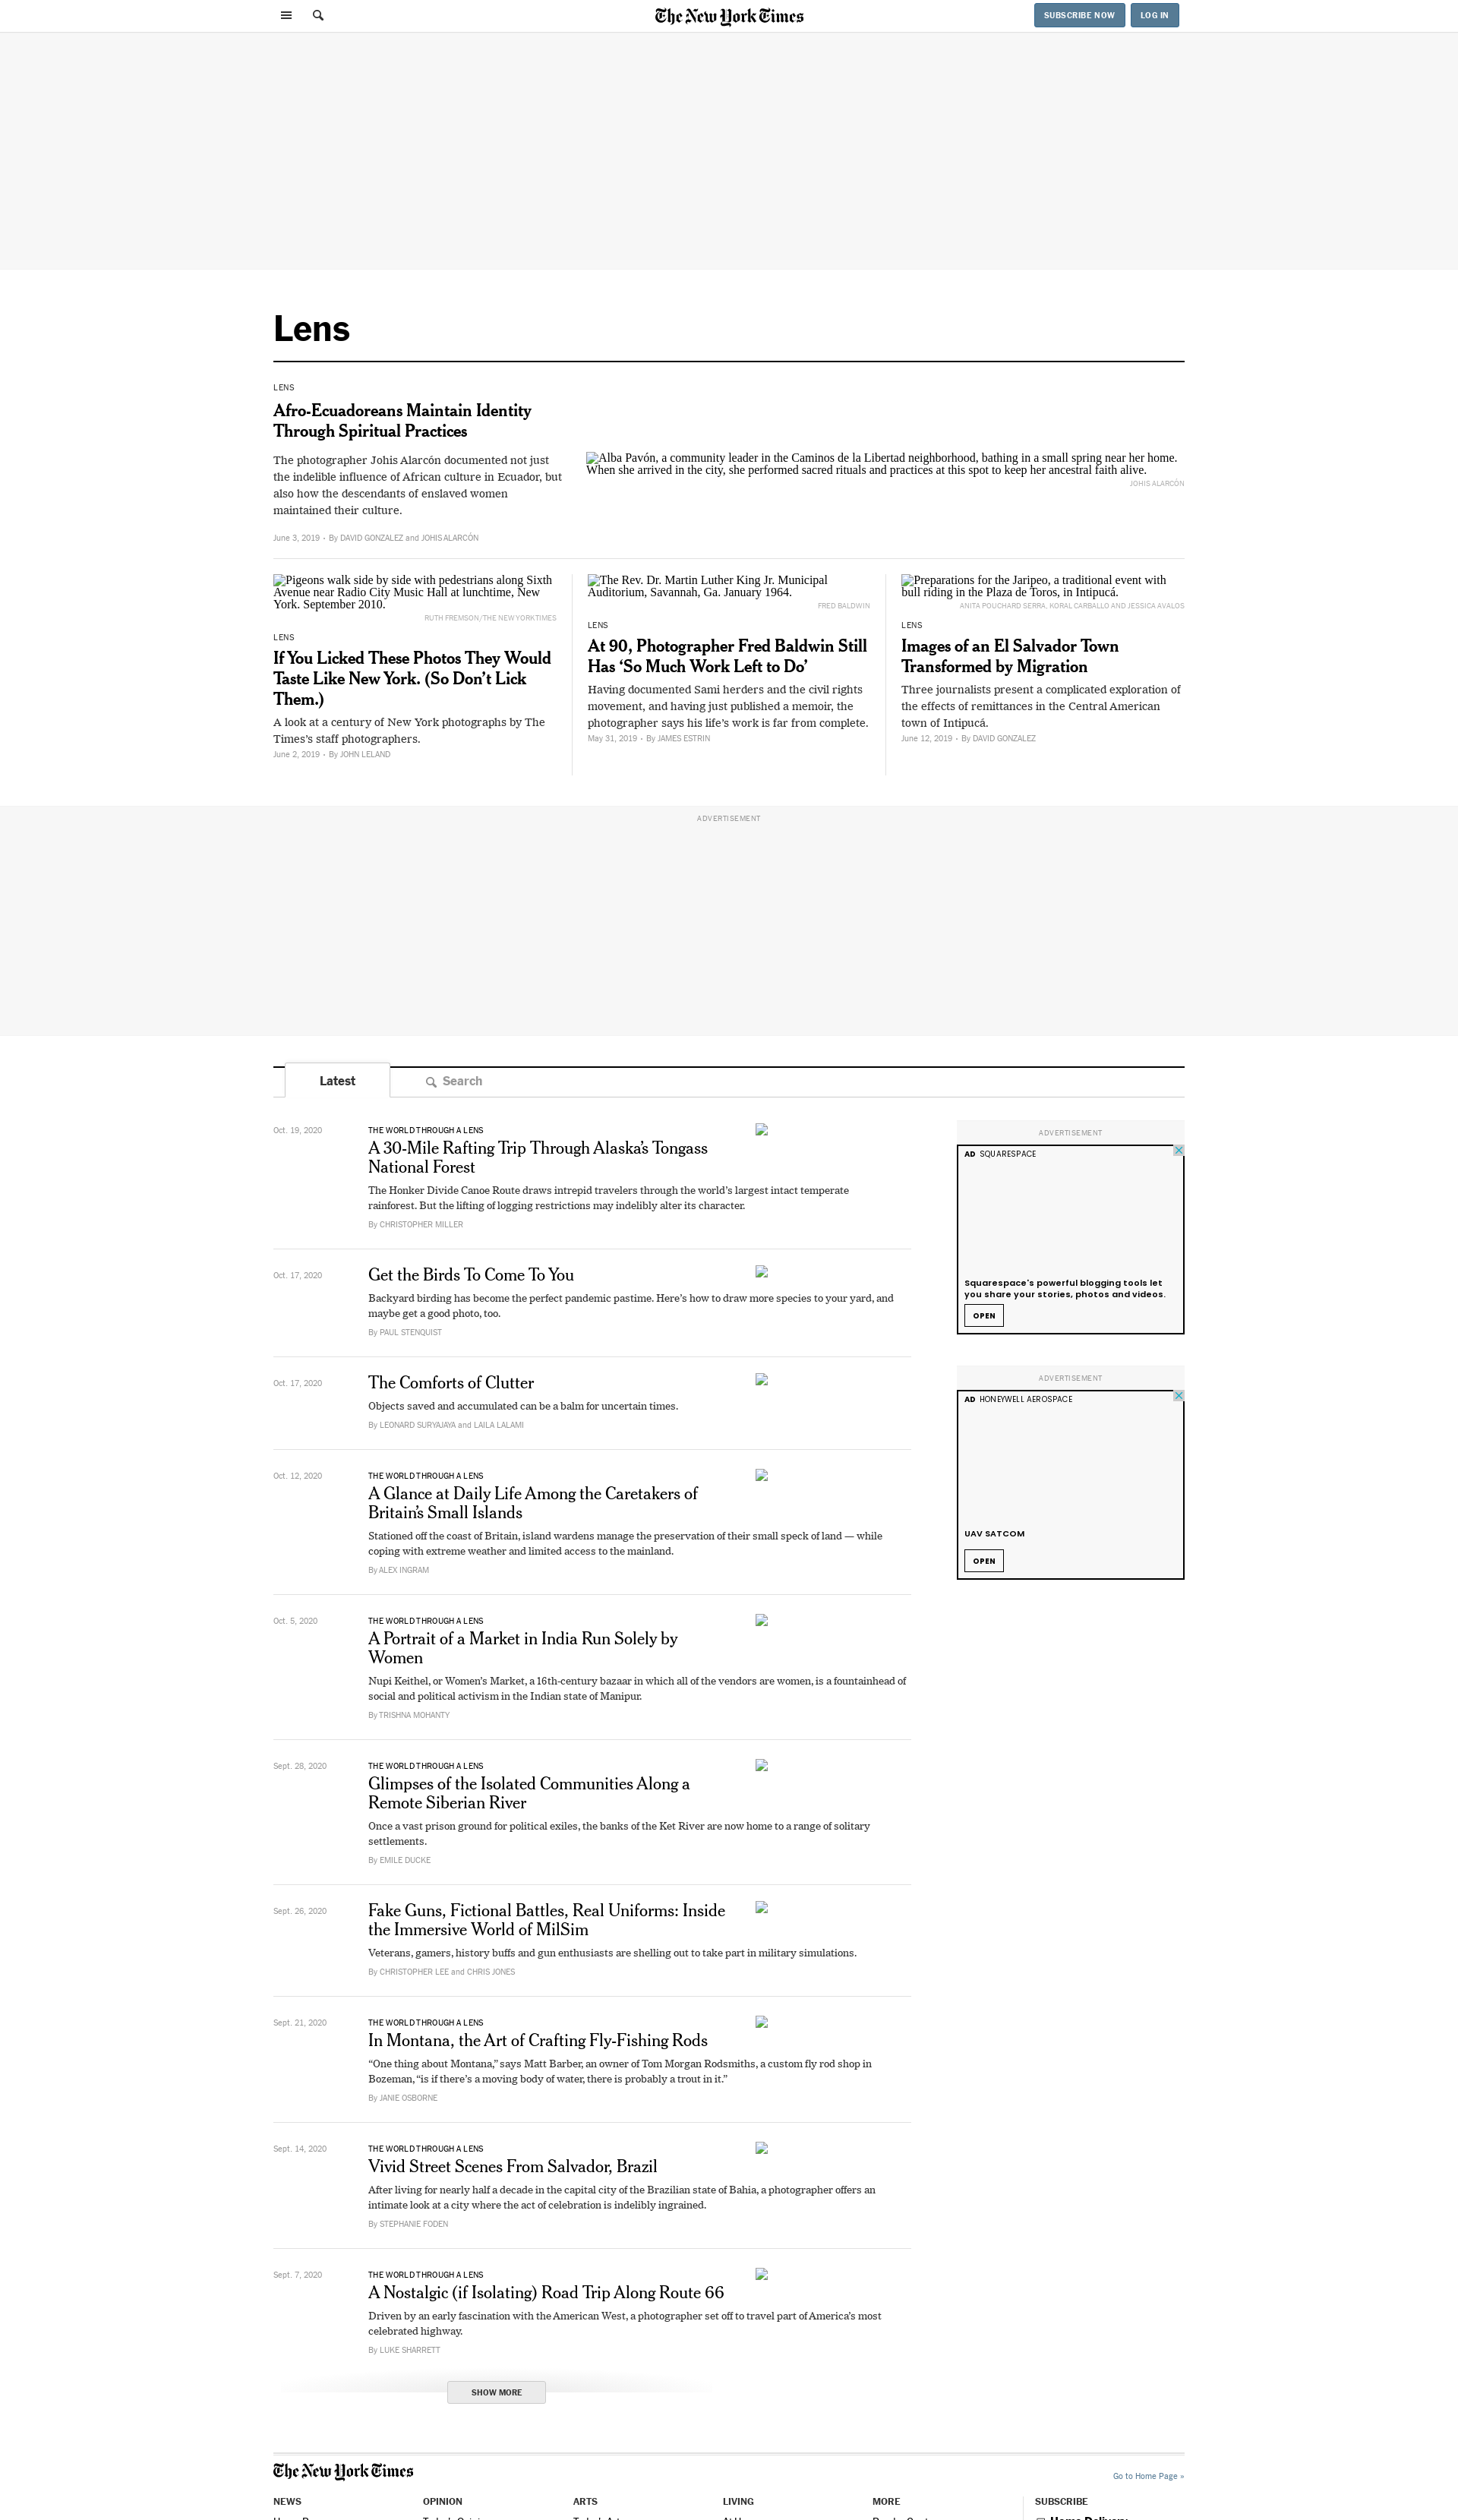 The New York Times
SUBSCRIBE NOW
LOG IN
Lens
LENS
Afro-Ecuadoreans Maintain Identity
Through Spiritual Practices
The photographer Johis Alarcón documented not just
the indelible influence of African culture in Ecuador, but
also how the descendants of enslaved women
maintained their culture.
June 3, 2019 • By DAVID GONZALEZ and JOHIS ALARCÓN
Alba Pavón, a community leader in the Caminos de la Libertad neighborhood, bathing in a small spring near her home.
When she arrived in the city, she performed sacred rituals and practices at this spot to keep her ancestral faith alive.
JOHIS ALARCÓN
Pigeons walk side by side with pedestrians along Sixth
Avenue near Radio City Music Hall at lunchtime, New
York. September 2010.
RUTH FREMSON/THE NEW YORK TIMES
LENS
If You Licked These Photos They Would
Taste Like New York. (So Don’t Lick
Them.)
A look at a century of New York photographs by The
Times’s staff photographers.
June 2, 2019 • By JOHN LELAND
The Rev. Dr. Martin Luther King Jr. Municipal
Auditorium, Savannah, Ga. January 1964.
FRED BALDWIN
LENS
At 90, Photographer Fred Baldwin Still
Has ‘So Much Work Left to Do’
Having documented Sami herders and the civil rights
movement, and having just published a memoir, the
photographer says his life’s work is far from complete.
May 31, 2019 • By JAMES ESTRIN
Preparations for the Jaripeo, a traditional event with
bull riding in the Plaza de Toros, in Intipucá.
ANITA POUCHARD SERRA, KORAL CARBALLO AND JESSICA AVALOS
LENS
Images of an El Salvador Town
Transformed by Migration
Three journalists present a complicated exploration of
the effects of remittances in the Central American
town of Intipucá.
June 12, 2019 • By DAVID GONZALEZ
ADVERTISEMENT
Latest
Search
Oct. 19, 2020
THE WORLD THROUGH A LENS
A 30-Mile Rafting Trip Through Alaska’s Tongass
National Forest
The Honker Divide Canoe Route draws intrepid travelers through the world’s largest intact temperate
rainforest. But the lifting of logging restrictions may indelibly alter its character.
By CHRISTOPHER MILLER
Oct. 17, 2020
Get the Birds To Come To You
Backyard birding has become the perfect pandemic pastime. Here’s how to draw more species to your yard, and
maybe get a good photo, too.
By PAUL STENQUIST
Oct. 17, 2020
The Comforts of Clutter
Objects saved and accumulated can be a balm for uncertain times.
By LEONARD SURYAJAYA and LAILA LALAMI
Oct. 12, 2020
THE WORLD THROUGH A LENS
A Glance at Daily Life Among the Caretakers of
Britain’s Small Islands
Stationed off the coast of Britain, island wardens manage the preservation of their small speck of land — while
coping with extreme weather and limited access to the mainland.
By ALEX INGRAM
Oct. 5, 2020
THE WORLD THROUGH A LENS
A Portrait of a Market in India Run Solely by
Women
Nupi Keithel, or Women’s Market, a 16th-century bazaar in which all of the vendors are women, is a fountainhead of
social and political activism in the Indian state of Manipur.
By TRISHNA MOHANTY
Sept. 28, 2020
THE WORLD THROUGH A LENS
Glimpses of the Isolated Communities Along a
Remote Siberian River
Once a vast prison ground for political exiles, the banks of the Ket River are now home to a range of solitary
settlements.
By EMILE DUCKE
Sept. 26, 2020
Fake Guns, Fictional Battles, Real Uniforms: Inside
the Immersive World of MilSim
Veterans, gamers, history buffs and gun enthusiasts are shelling out to take part in military simulations.
By CHRISTOPHER LEE and CHRIS JONES
Sept. 21, 2020
THE WORLD THROUGH A LENS
In Montana, the Art of Crafting Fly-Fishing Rods
“One thing about Montana,” says Matt Barber, an owner of Tom Morgan Rodsmiths, a custom fly rod shop in
Bozeman, “is if there’s a moving body of water, there is probably a trout in it.”
By JANIE OSBORNE
Sept. 14, 2020
THE WORLD THROUGH A LENS
Vivid Street Scenes From Salvador, Brazil
After living for nearly half a decade in the capital city of the Brazilian state of Bahia, a photographer offers an
intimate look at a city where the act of celebration is indelibly ingrained.
By STEPHANIE FODEN
Sept. 7, 2020
THE WORLD THROUGH A LENS
A Nostalgic (if Isolating) Road Trip Along Route 66
Driven by an early fascination with the American West, a photographer set off to travel part of America’s most
celebrated highway.
By LUKE SHARRETT
SHOW MORE
ADVERTISEMENT
AD SQUARESPACE
Squarespace's powerful blogging tools let
you share your stories, photos and videos.
OPEN
ADVERTISEMENT
AD HONEYWELL AEROSPACE
UAV SATCOM
OPEN
The New York Times
Go to Home Page »
NEWS
OPINION
ARTS
LIVING
MORE
SUBSCRIBE